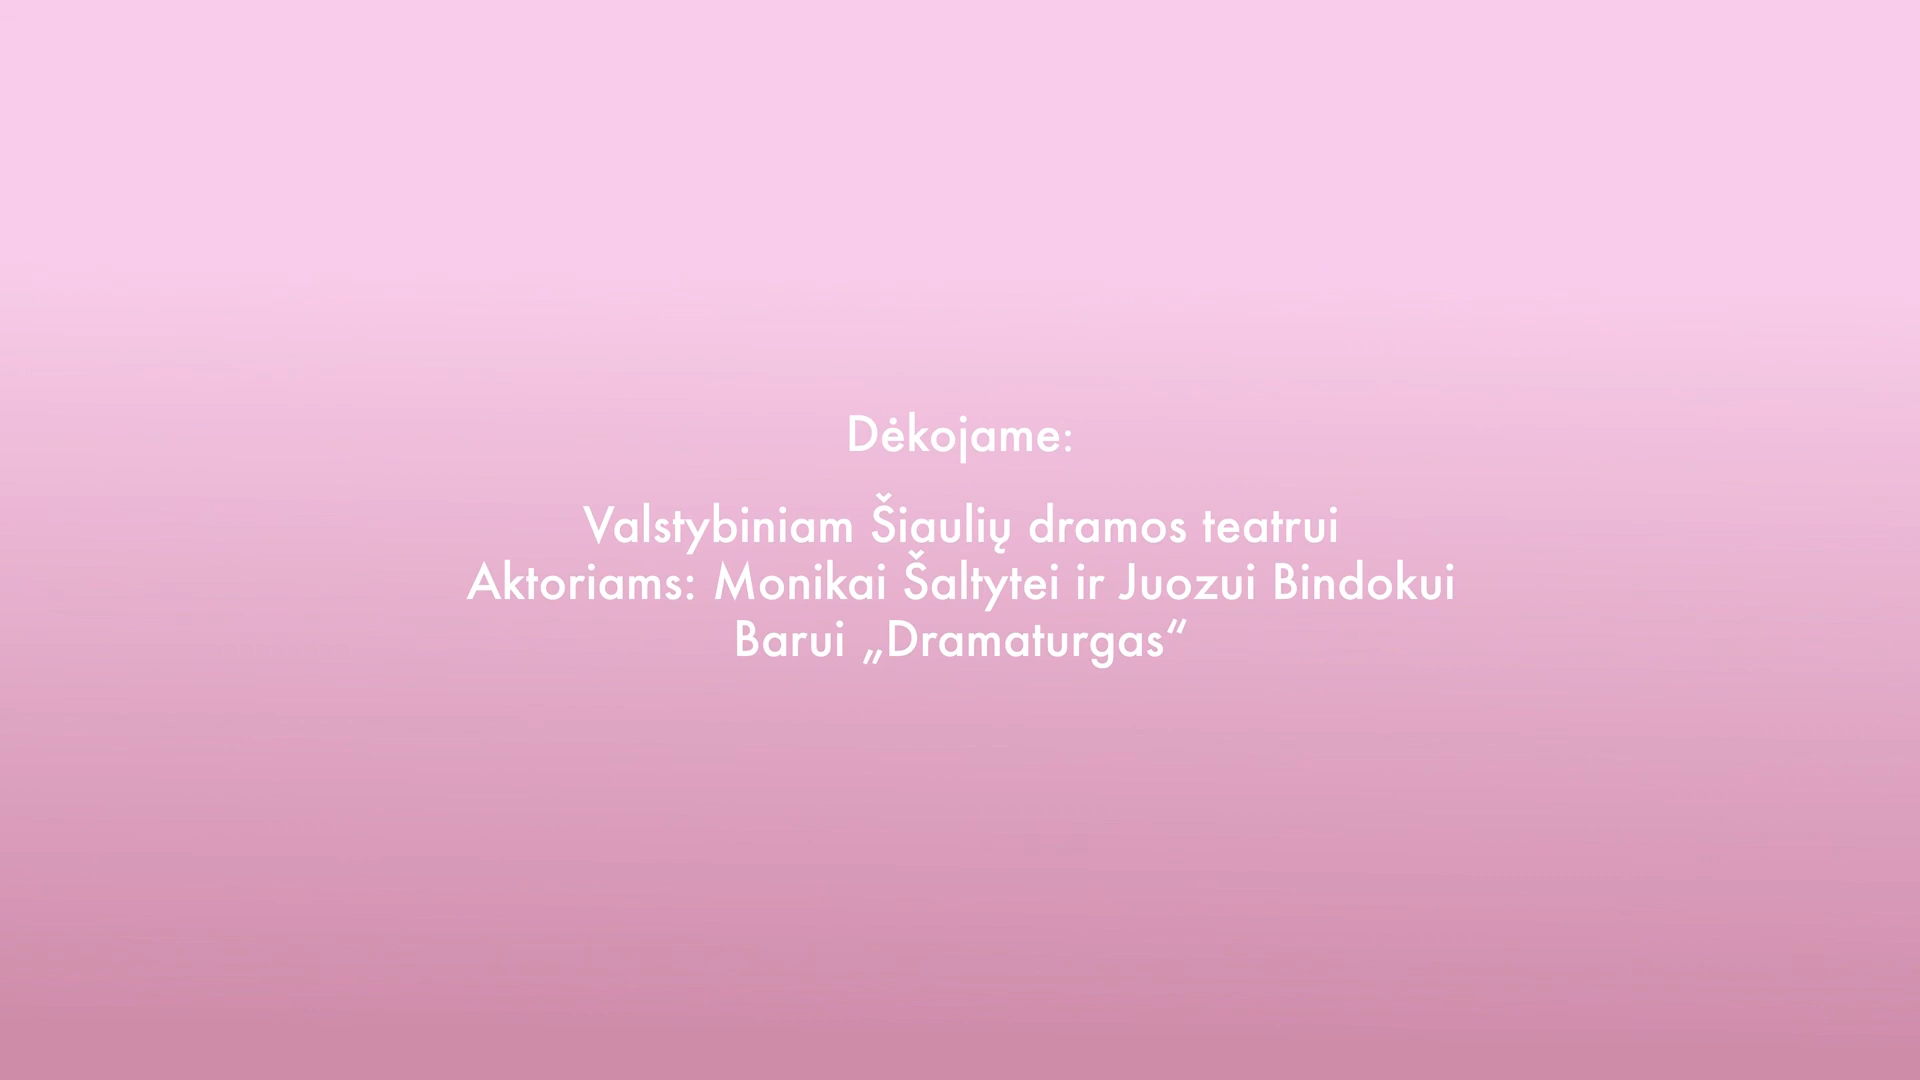 Dėkojame:
Valstybiniam Šiaulių dramos teatrui
Aktoriams: Monikai Šaltytei ir Juozui Bindokui
Barui „Dramaturgas“